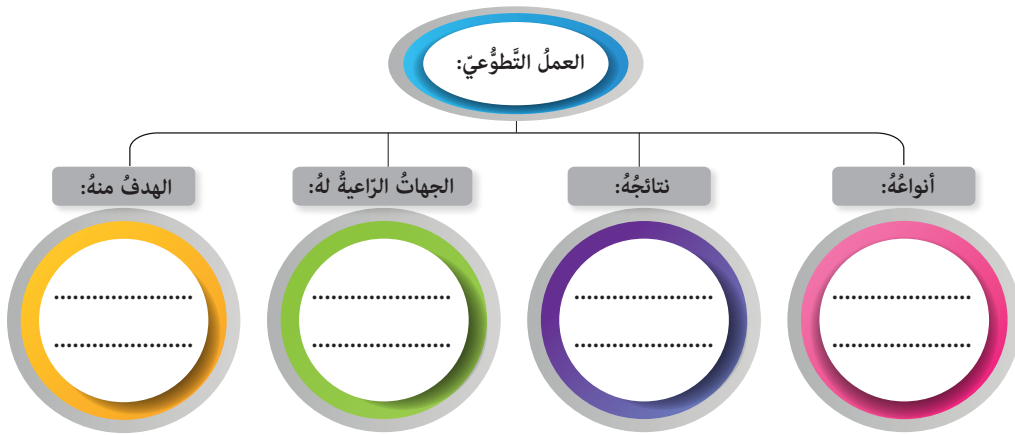 العملُ التَّطوُّعيّ:
أنواعُهُ:
نتائجُهُ:
الجهاتُ الرّاعيةُ لهُ:
الهدفُ منهُ: